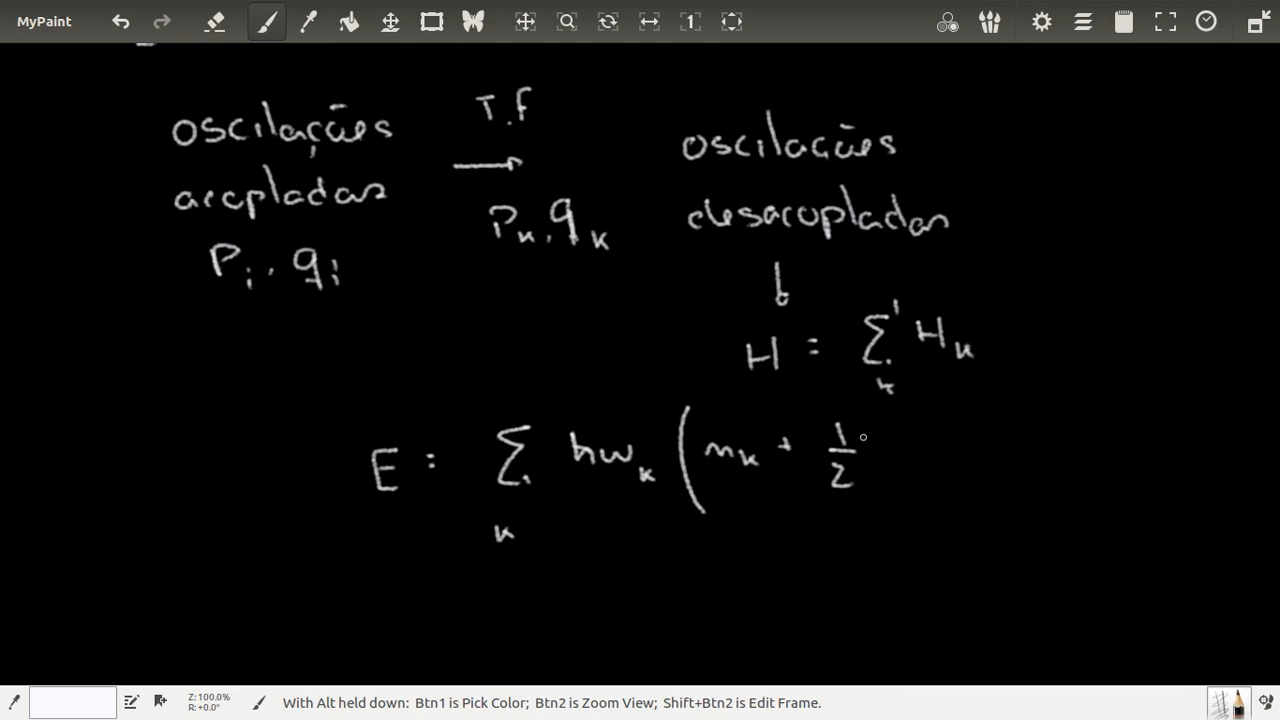 MyPaint
oscilações
acopladas
P_i, q_i
T.F
→
P_k, q_k
oscilações
desacopladas
↓
H = Σ_k H_k
E = Σ_k ħω_k (n_k + 1/2
Z:100.0%
R:+0.0°
With Alt held down: Btn1 is Pick Color; Btn2 is Zoom View; Shift+Btn2 is Edit Frame.